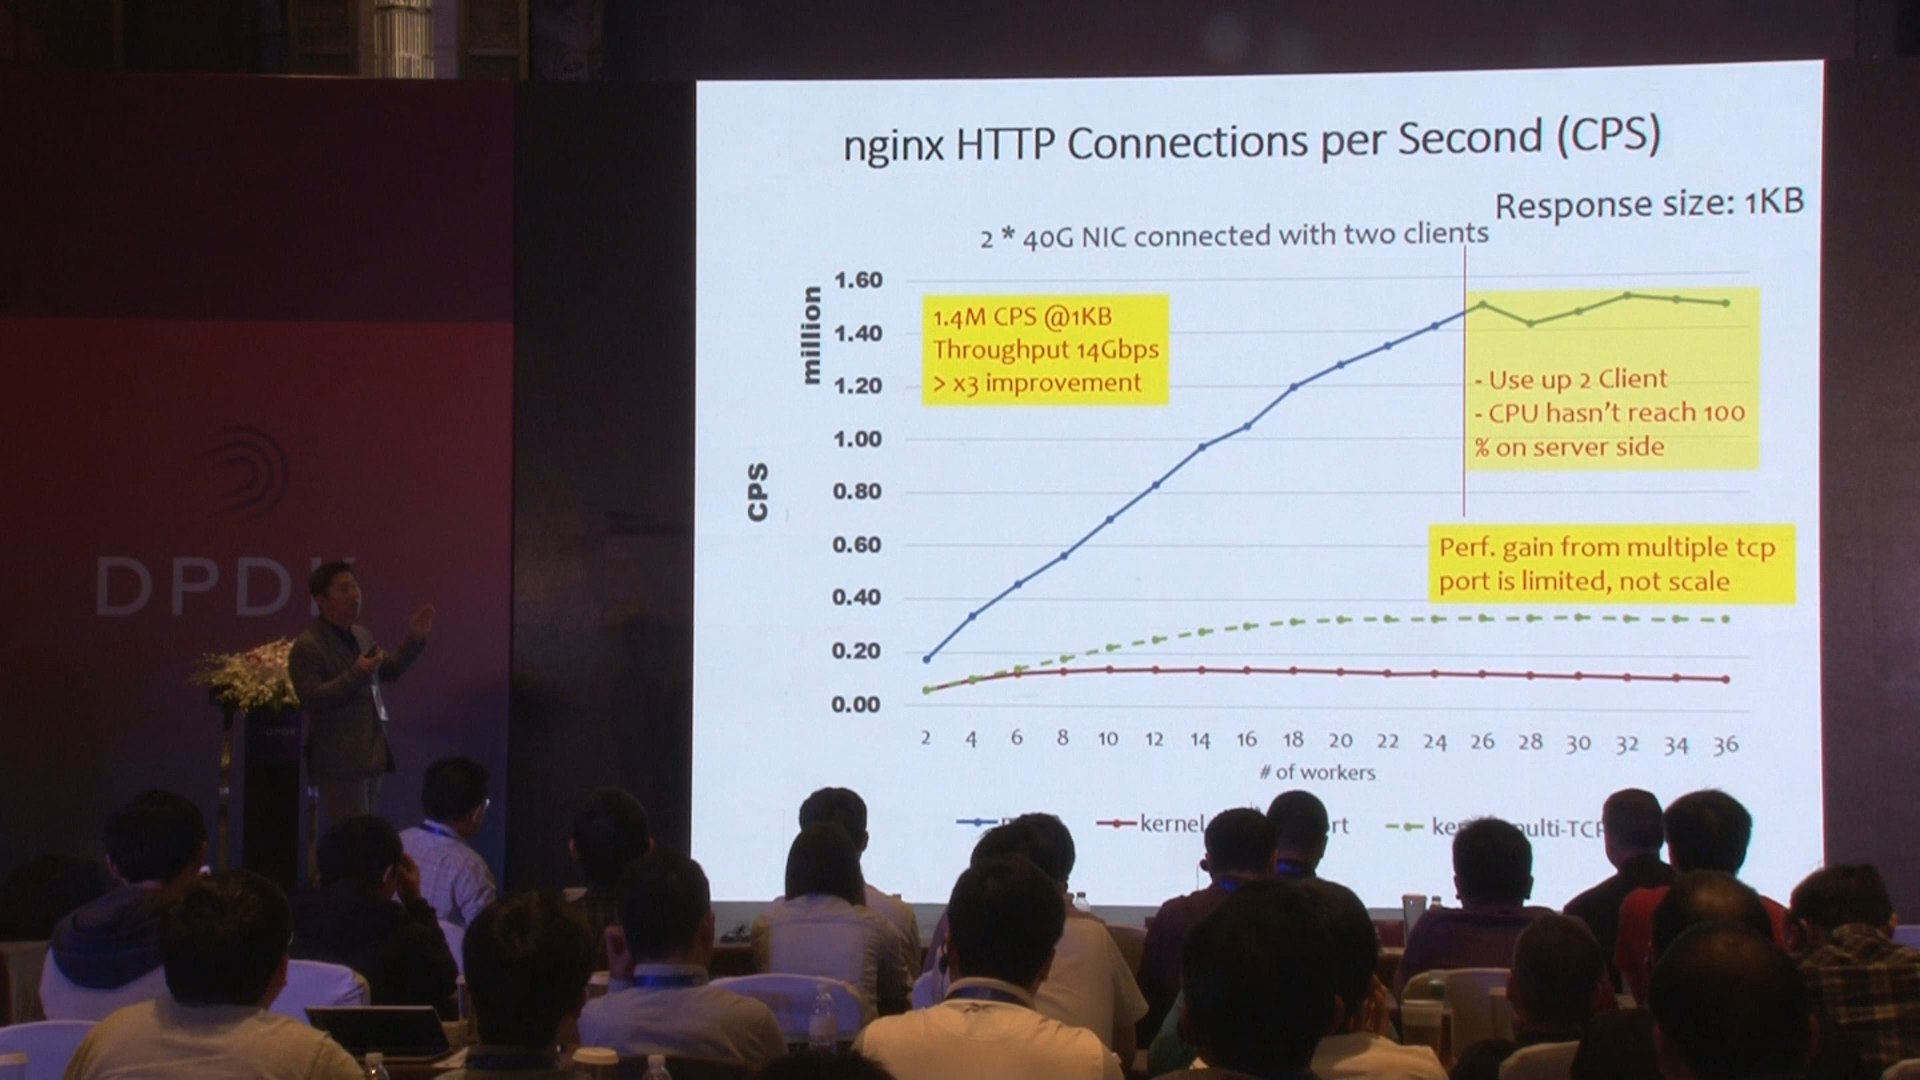 nginx HTTP Connections per Second (CPS)
Response size: 1KB
2 * 40G NIC connected with two clients
million
CPS
1.60
1.40
1.20
1.00
0.80
0.60
0.40
0.20
0.00
1.4M CPS @1KB
Throughput 14Gbps
> x3 improvement
- Use up 2 Client
- CPU hasn't reach 100
% on server side
Perf. gain from multiple tcp
port is limited, not scale
2 4 6 8 10 12 14 16 18 20 22 24 26 28 30 32 34 36
# of workers
kernel
DPDK
DPDK